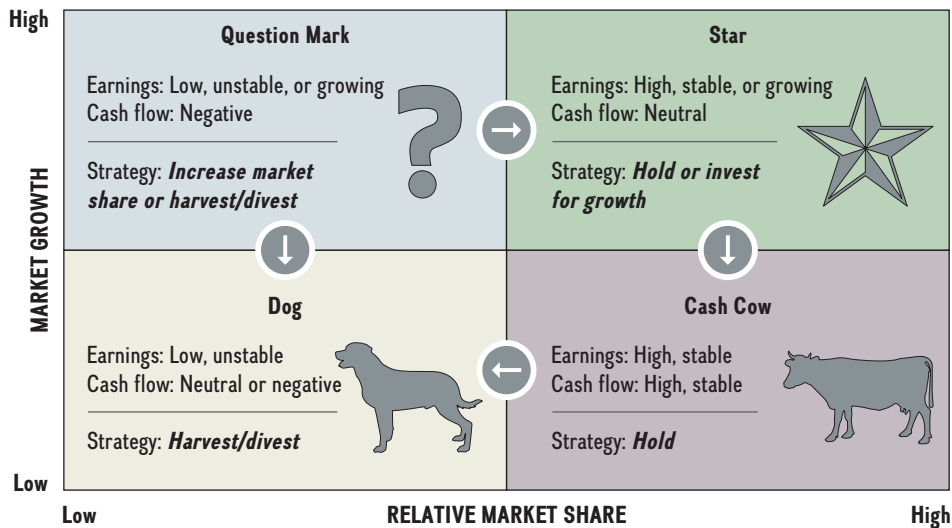 High
Question Mark
Earnings: Low, unstable, or growing
Cash flow: Negative
Strategy: Increase market
share or harvest/divest
?
Star
Earnings: High, stable, or growing
Cash flow: Neutral
Strategy: Hold or invest
for growth
MARKET GROWTH
Dog
Earnings: Low, unstable
Cash flow: Neutral or negative
Strategy: Harvest/divest
Cash Cow
Earnings: High, stable
Cash flow: High, stable
Strategy: Hold
Low
Low
RELATIVE MARKET SHARE
High